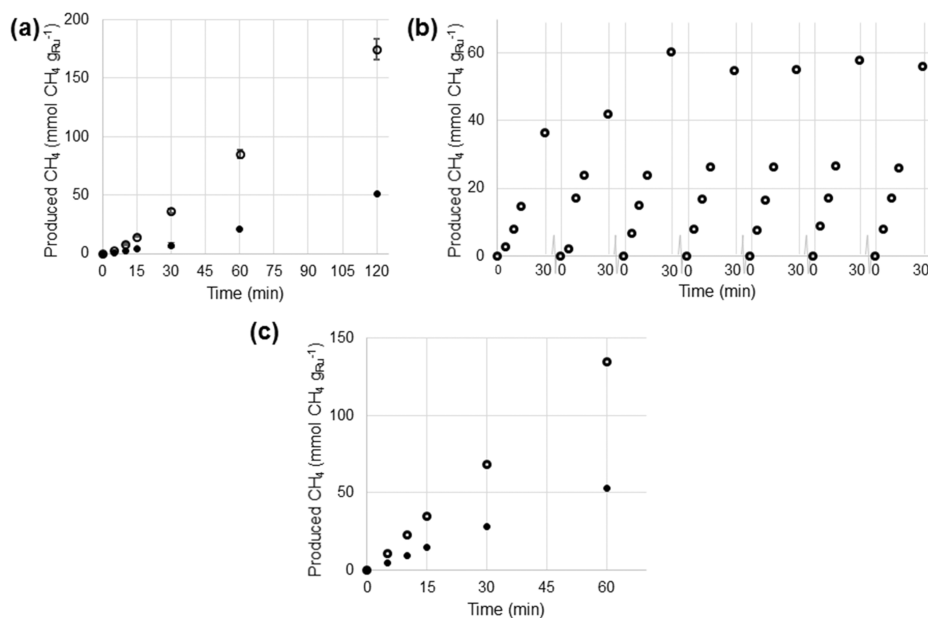 (a)
Produced CH₄ (mmol CH₄ gRu⁻¹)
200
150
100
50
0
0 15 30 45 60 75 90 105 120
Time (min)
(b)
Produced CH₄ (mmol CH₄ gRu⁻¹)
60
40
20
0
0 30 0 30 0 30 0 30 0 30 0 30 0 30
Time (min)
(c)
Produced CH₄ (mmol CH₄ gRu⁻¹)
150
100
50
0
0 15 30 45 60
Time (min)